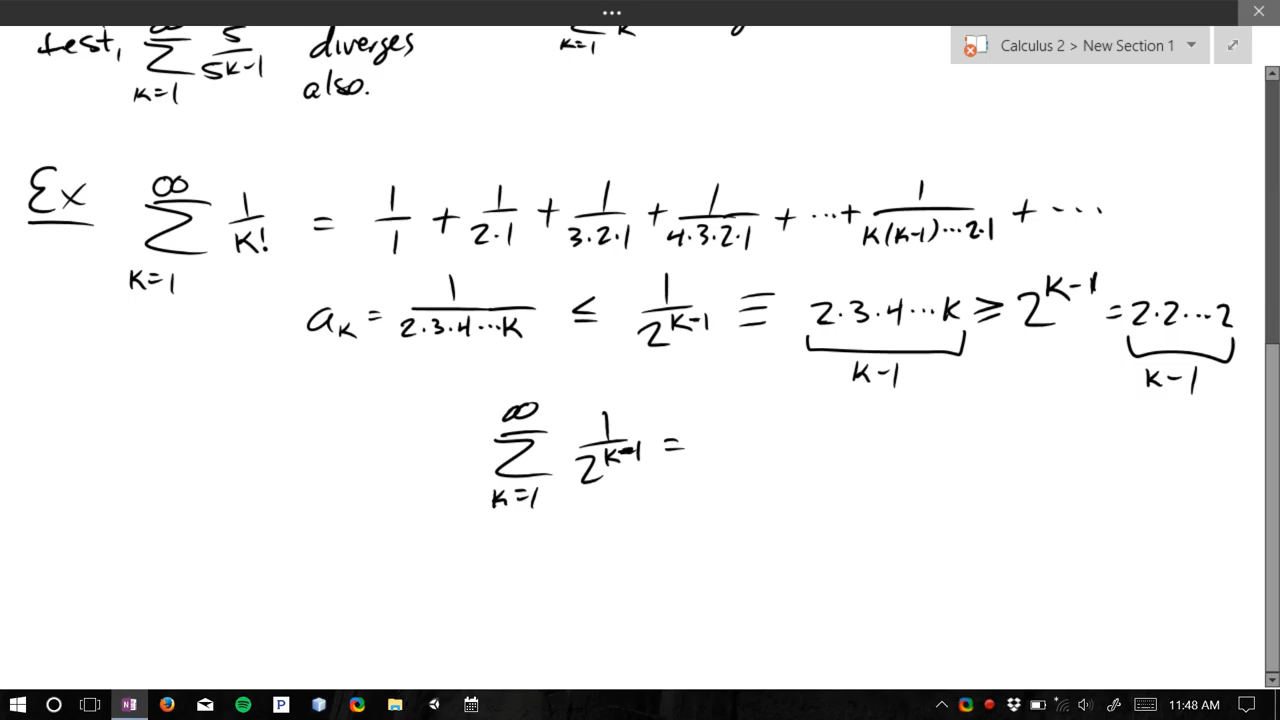 ...
Calculus 2 > New Section 1
test, ∞ ∑ k=1 5/(5k-1) diverges k=1 k
also.
Ex ∞ ∑ k=1 1/k! = 1/1 + 1/(2·1) + 1/(3·2·1) + 1/(4·3·2·1) + ...+ 1/(k(k-1)...2·1) + ...
a_k = 1/(2·3·4...k) ≤ 1/2^(k-1) ≡ 2·3·4...k ≥ 2^(k-1) = 2·2...2
k-1 k-1
∞ ∑ k=1 1/2^(k-1) =
11:48 AM